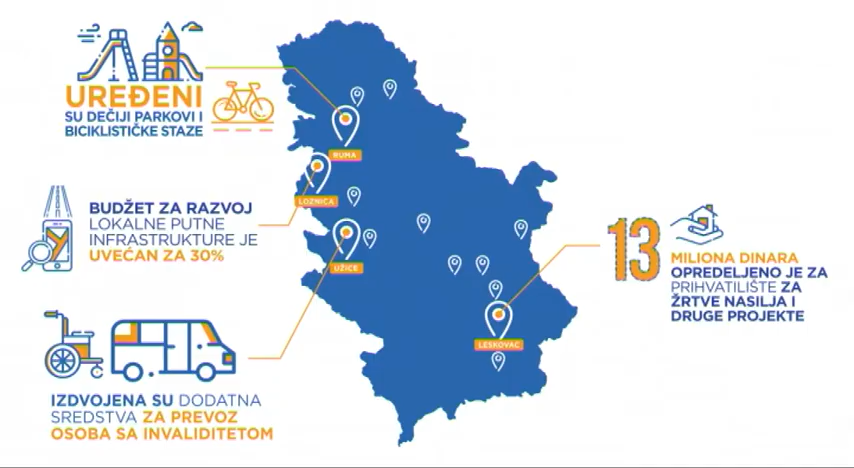 UREĐENI
SU DEČIJI PARKOVI I
BICIKLISTIČKE STAZE
RUMA
LOZNICA
BUDŽET ZA RAZVOJ
LOKALNE PUTNE
INFRASTRUKTURE JE
UVEĆAN ZA 30%
UŽICE
13
MILIONA DINARA
OPREDELJENO JE ZA
PRIHVATILIŠTE ZA
ŽRTVE NASILJA I
DRUGE PROJEKTE
LESKOVAC
IZDVOJENA SU DODATNA
SREDSTVA ZA PREVOZ
OSOBA SA INVALIDITETOM